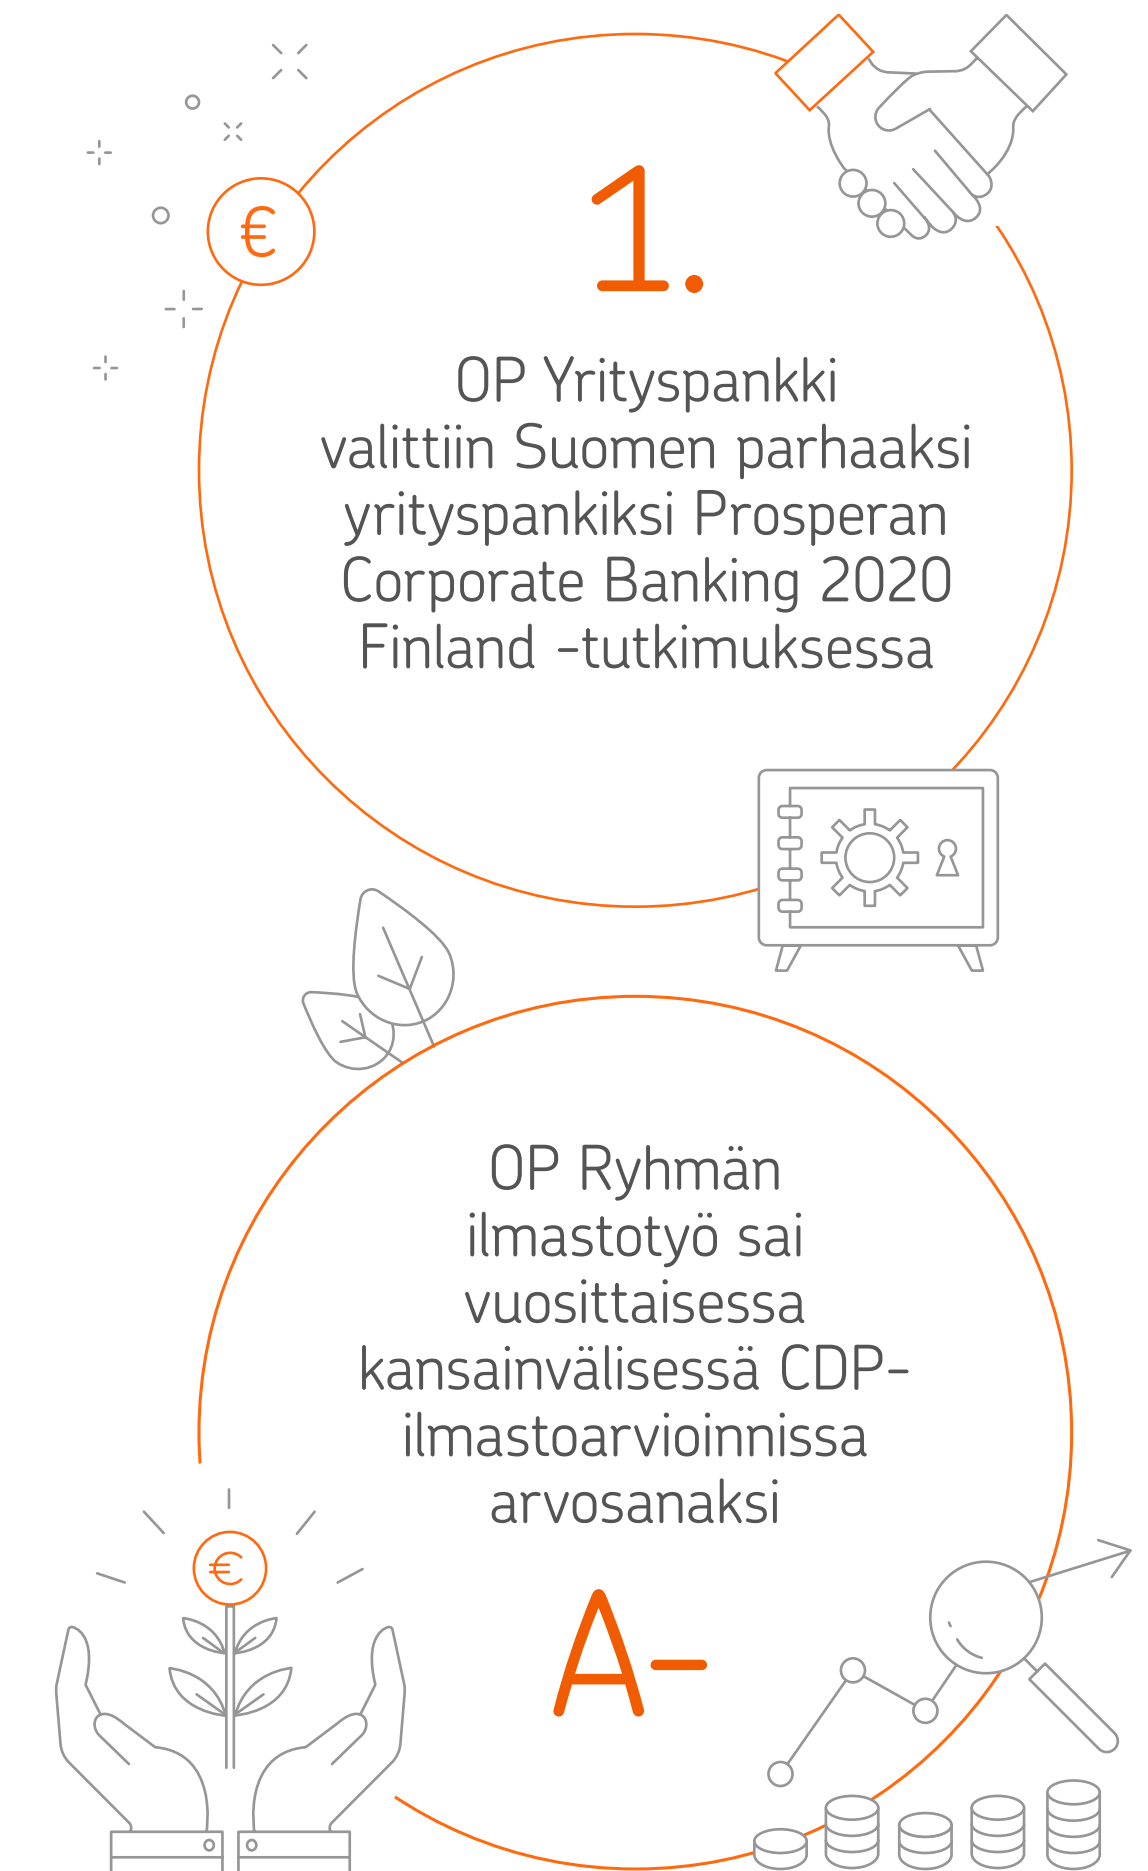 €
1.
OP Yrityspankki
valittiin Suomen parhaaksi
yrityspankiksi Prosperan
Corporate Banking 2020
Finland -tutkimuksessa
OP Ryhmän
ilmastotyö sai
vuosittaisessa
kansainvälisessä CDP-
ilmastoarvioinnissa
arvosanaksi
€
A-